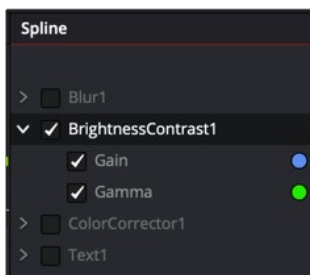 Spline
Blur1
BrightnessContrast1
Gain
Gamma
ColorCorrector1
Text1